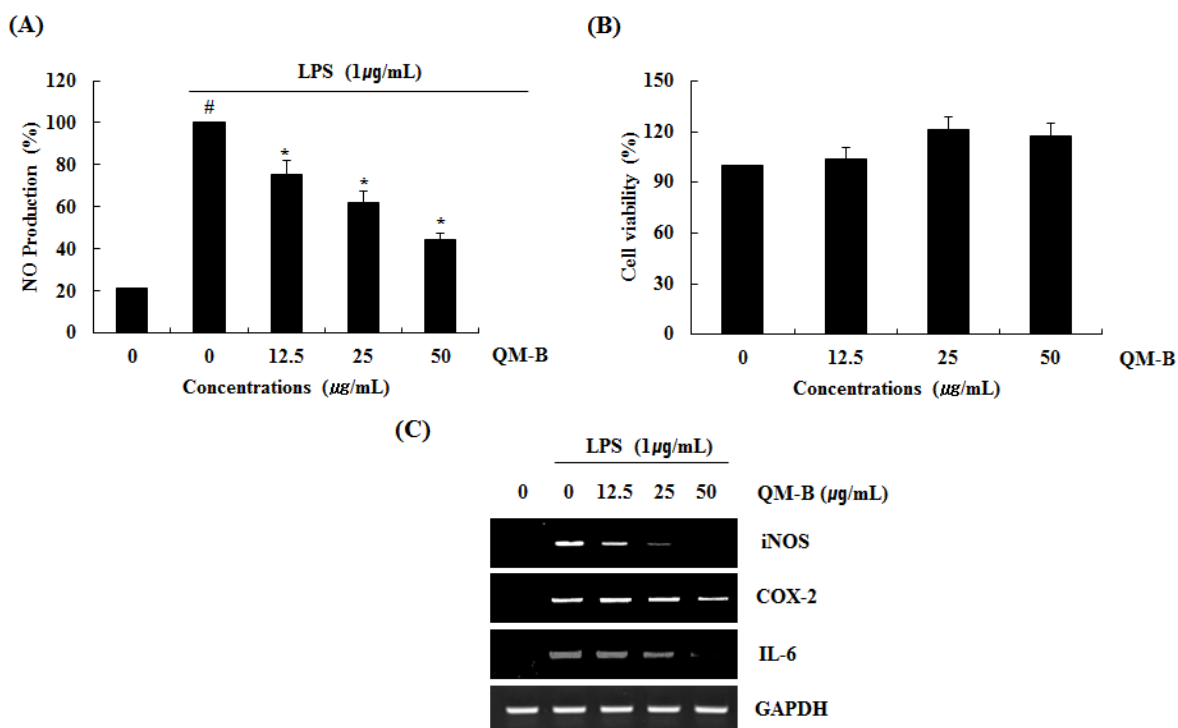 (A)
LPS (1μg/mL)
NO Production (%)
120
100
80
60
40
20
0
#
*
*
*
0 0 12.5 25 50 QM-B
Concentrations (μg/mL)
(B)
Cell viability (%)
150
120
90
60
30
0
0 12.5 25 50 QM-B
Concentrations (μg/mL)
(C)
LPS (1μg/mL)
0 0 12.5 25 50 QM-B (μg/mL)
iNOS
COX-2
IL-6
GAPDH